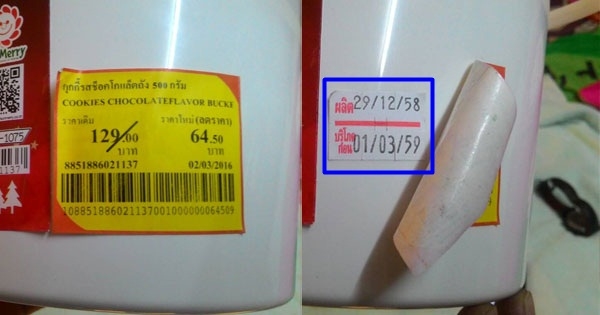 Merry
-1075
1137
คุกกี้รสช็อกโกแล็ตถัง 500 กรัม
COOKIES CHOCOLATEFLAVOR BUCKE
ราคาเดิม ราคาใหม่ (ลดราคา)
129.00 64.50
บาท บาท
8851886021137 02/03/2016
10885188602113700100000000064509
ผลิต 29/12/58
บริโภคก่อน 01/03/59